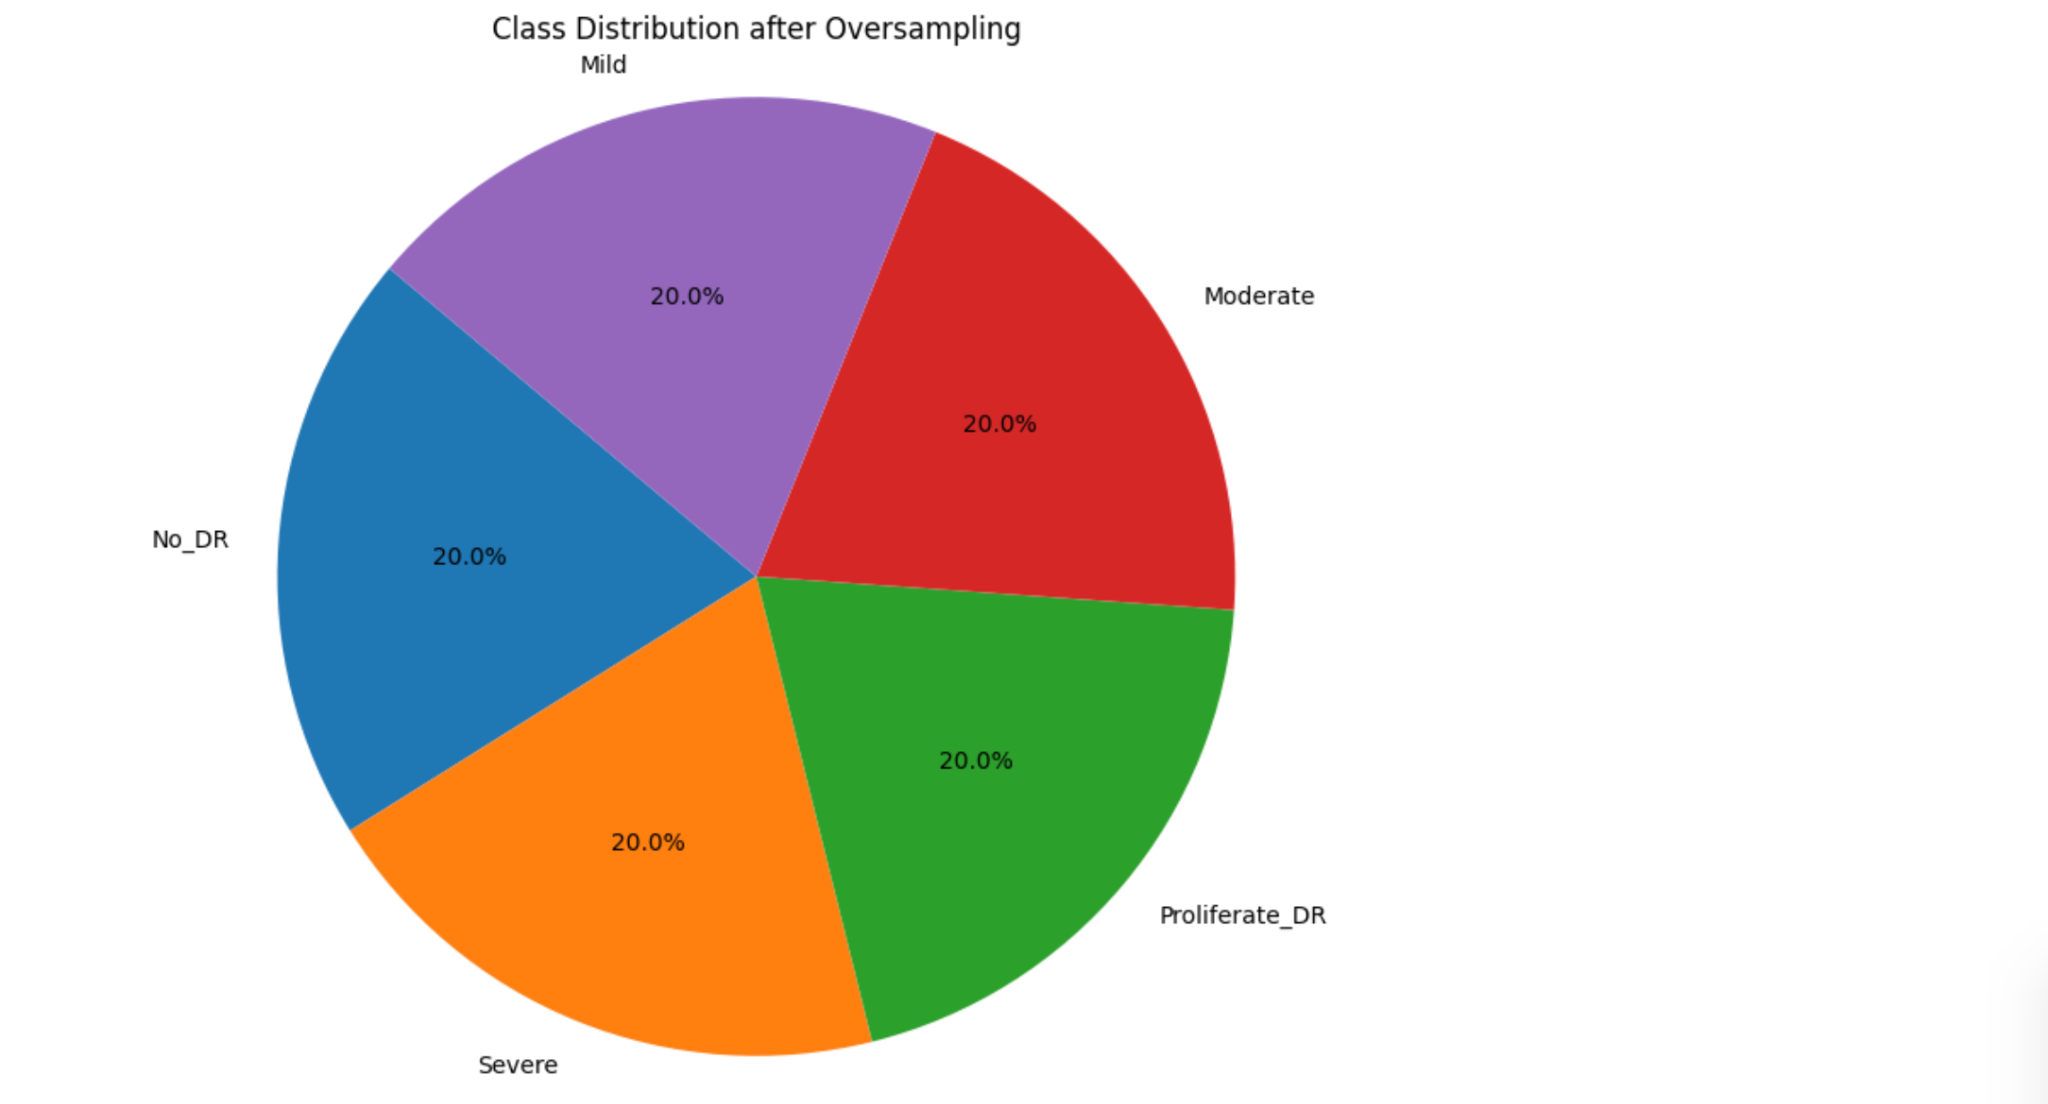 Class Distribution after Oversampling
Mild
20.0%
Moderate
20.0%
No_DR
20.0%
20.0%
Proliferate_DR
20.0%
Severe